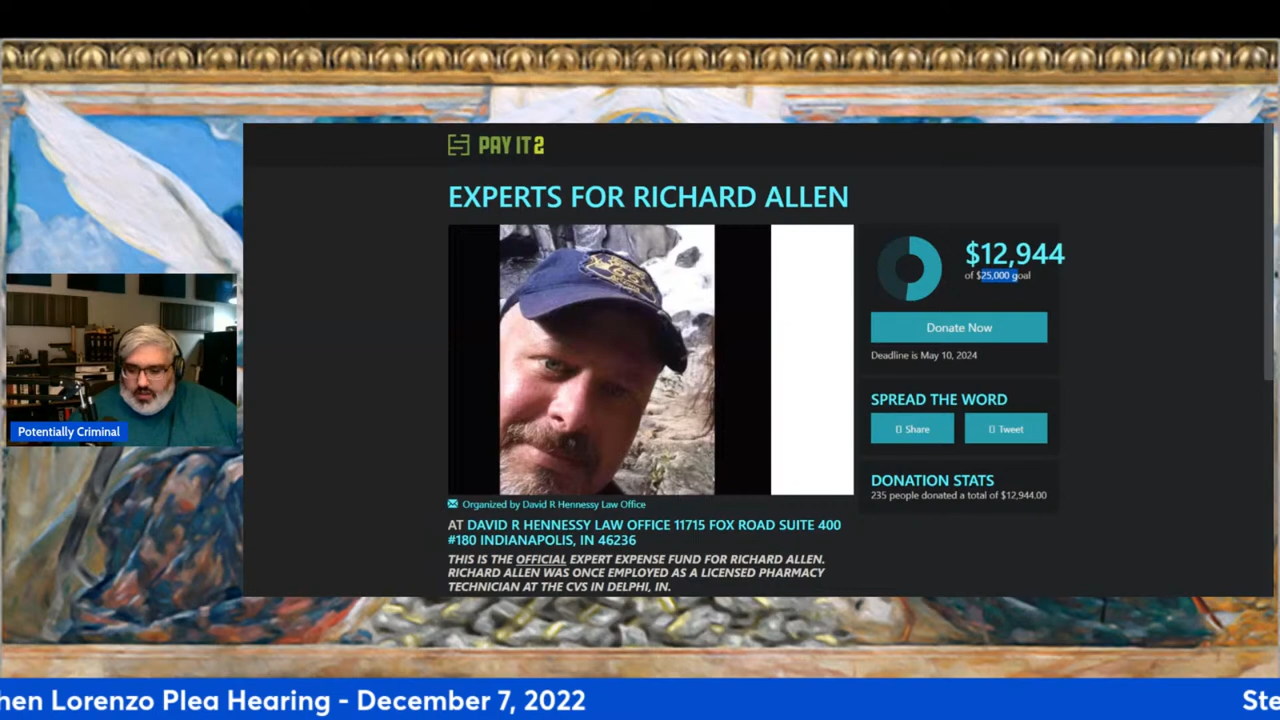 PAY IT 2
EXPERTS FOR RICHARD ALLEN
$12,944
of $25,000 goal
Donate Now
Deadline is May 10, 2024
SPREAD THE WORD
Share
Tweet
DONATION STATS
235 people donated a total of $12,944.00
Organized by David R Hennessy Law Office
AT DAVID R HENNESSY LAW OFFICE 11715 FOX ROAD SUITE 400
#180 INDIANAPOLIS, IN 46236
THIS IS THE OFFICIAL EXPERT EXPENSE FUND FOR RICHARD ALLEN.
RICHARD ALLEN WAS ONCE EMPLOYED AS A LICENSED PHARMACY
TECHNICIAN AT THE CVS IN DELPHI, IN.
Potentially Criminal
hen Lorenzo Plea Hearing - December 7, 2022
Ste